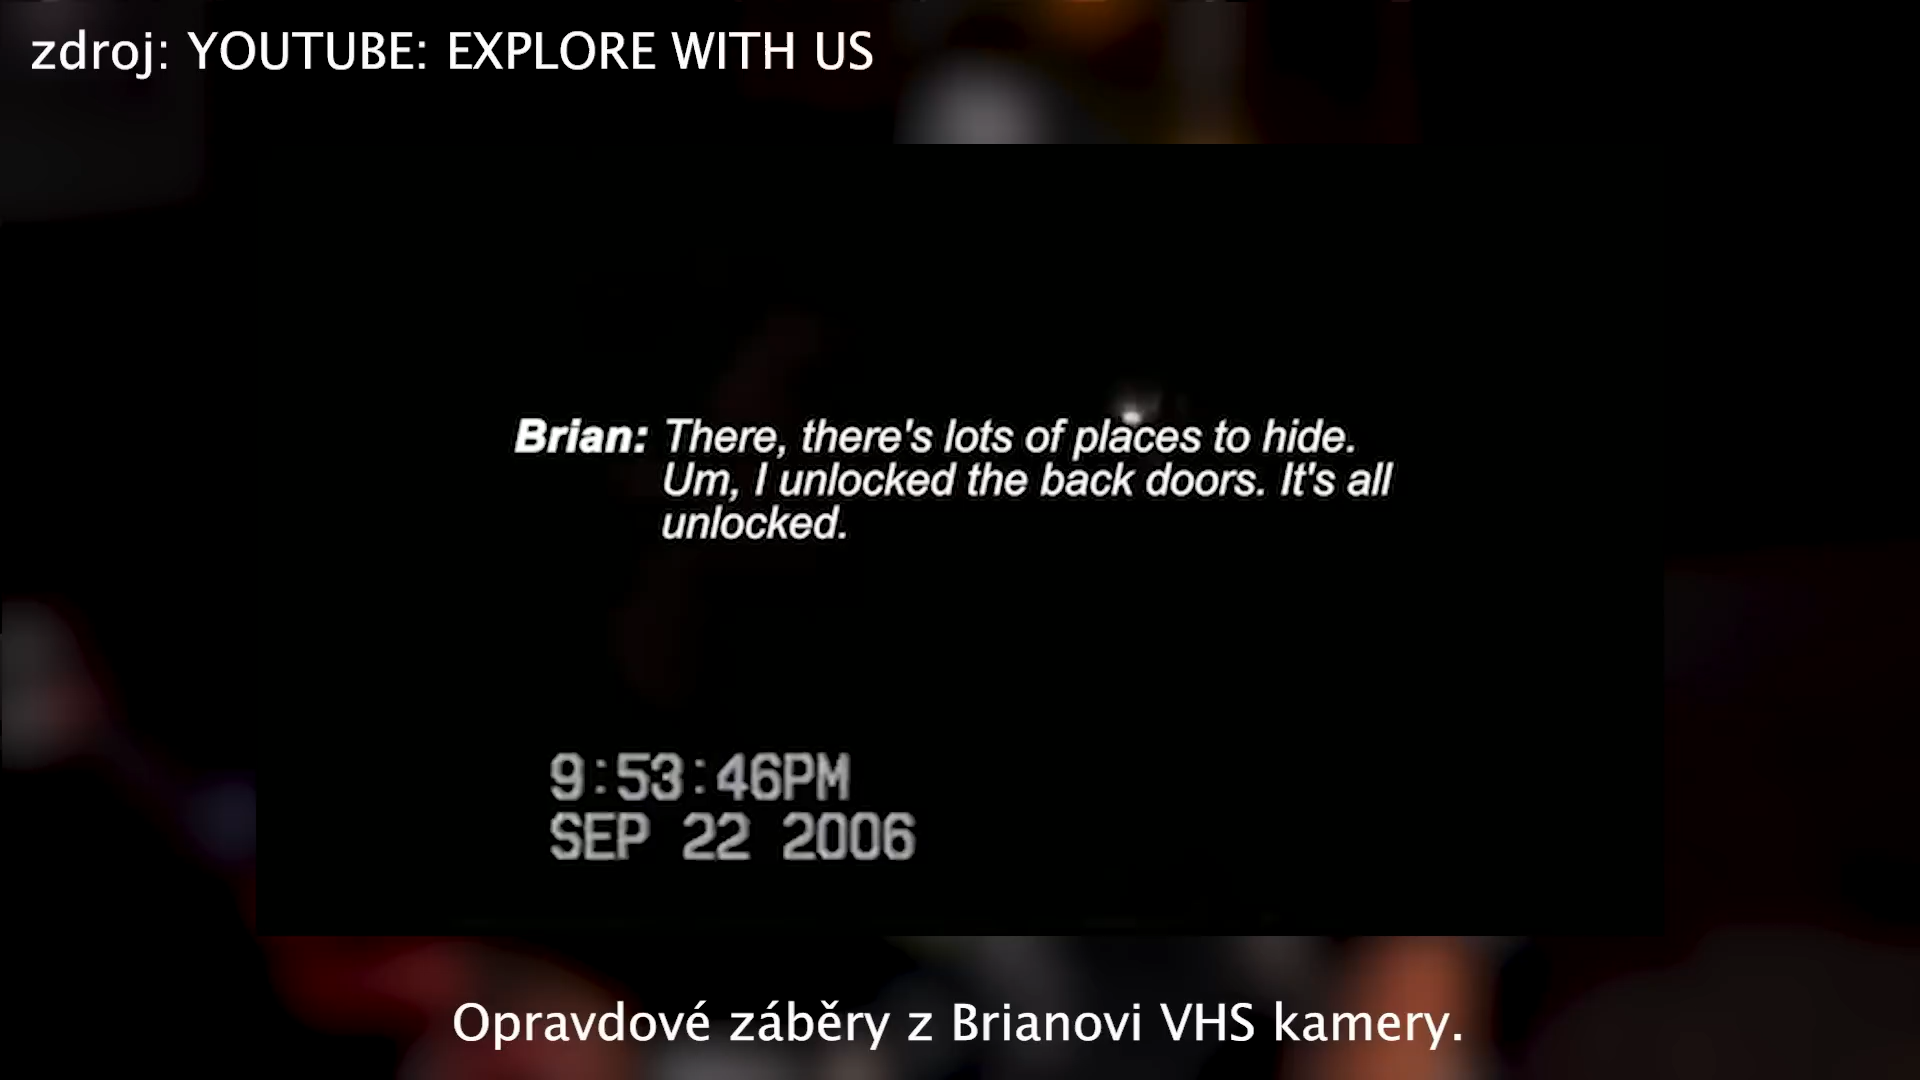 zdroj: YOUTUBE: EXPLORE WITH US
Brian: There, there's lots of places to hide.
Um, I unlocked the back doors. It's all
unlocked.
9:53:46PM
SEP 22 2006
Opravdové záběry z Brianovi VHS kamery.